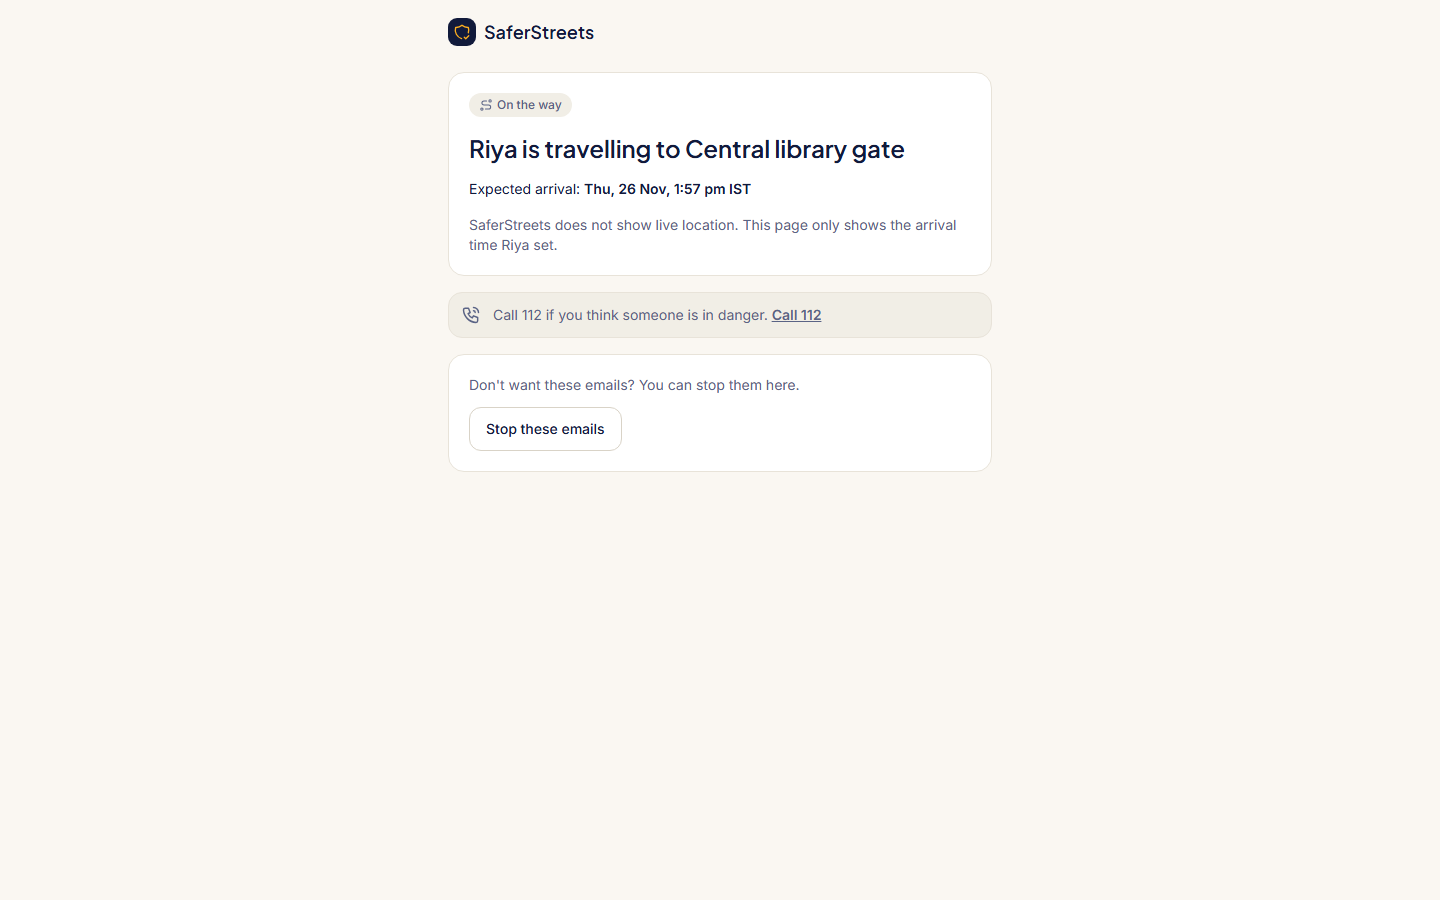 SaferStreets
On the way
Riya is travelling to Central library gate
Expected arrival: Thu, 26 Nov, 1:57 pm IST
SaferStreets does not show live location. This page only shows the arrival
time Riya set.
Call 112 if you think someone is in danger. Call 112
Don't want these emails? You can stop them here.
Stop these emails